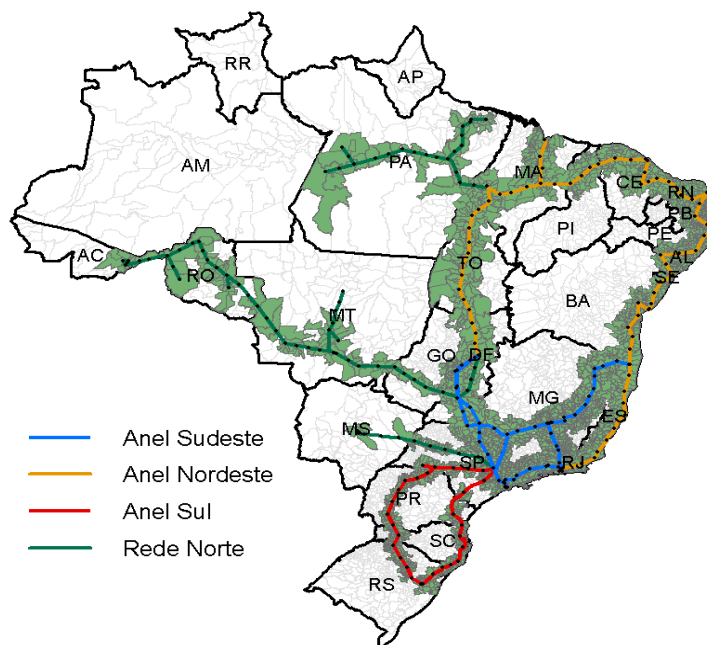 RR
AP
AM
PA
MA
CE
RN
PB
PE
PI
AL
SE
AC
RO
TO
BA
MT
GO
DF
MG
ES
MS
SP
RJ
PR
SC
RS
Anel Sudeste
Anel Nordeste
Anel Sul
Rede Norte